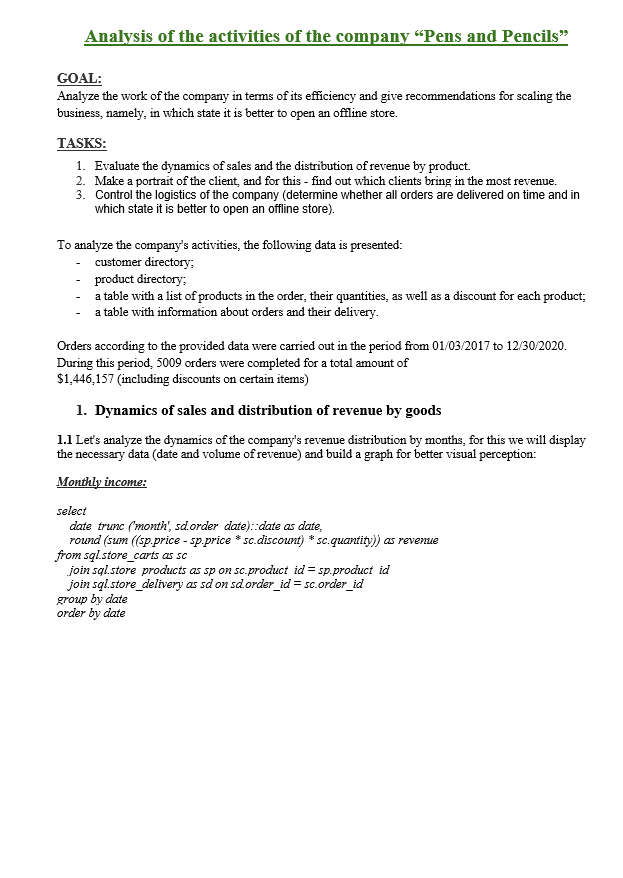 Analysis of the activities of the company “Pens and Pencils”
GOAL:
Analyze the work of the company in terms of its efficiency and give recommendations for scaling the
business, namely, in which state it is better to open an offline store.
TASKS:
1. Evaluate the dynamics of sales and the distribution of revenue by product.
2. Make a portrait of the client, and for this - find out which clients bring in the most revenue.
3. Control the logistics of the company (determine whether all orders are delivered on time and in
which state it is better to open an offline store).
To analyze the company's activities, the following data is presented:
- customer directory;
- product directory;
- a table with a list of products in the order, their quantities, as well as a discount for each product;
- a table with information about orders and their delivery.
Orders according to the provided data were carried out in the period from 01/03/2017 to 12/30/2020.
During this period, 5009 orders were completed for a total amount of
$1,446,157 (including discounts on certain items)
1. Dynamics of sales and distribution of revenue by goods
1.1 Let's analyze the dynamics of the company's revenue distribution by months, for this we will display
the necessary data (date and volume of revenue) and build a graph for better visual perception:
Monthly income:
select
date_trunc ('month', sd.order_date)::date as date,
round (sum ((sp.price - sp.price * sc.discount) * sc.quantity)) as revenue
from sql.store_carts as sc
join sql.store_products as sp on sc.product_id = sp.product_id
join sql.store_delivery as sd on sd.order_id = sc.order_id
group by date
order by date